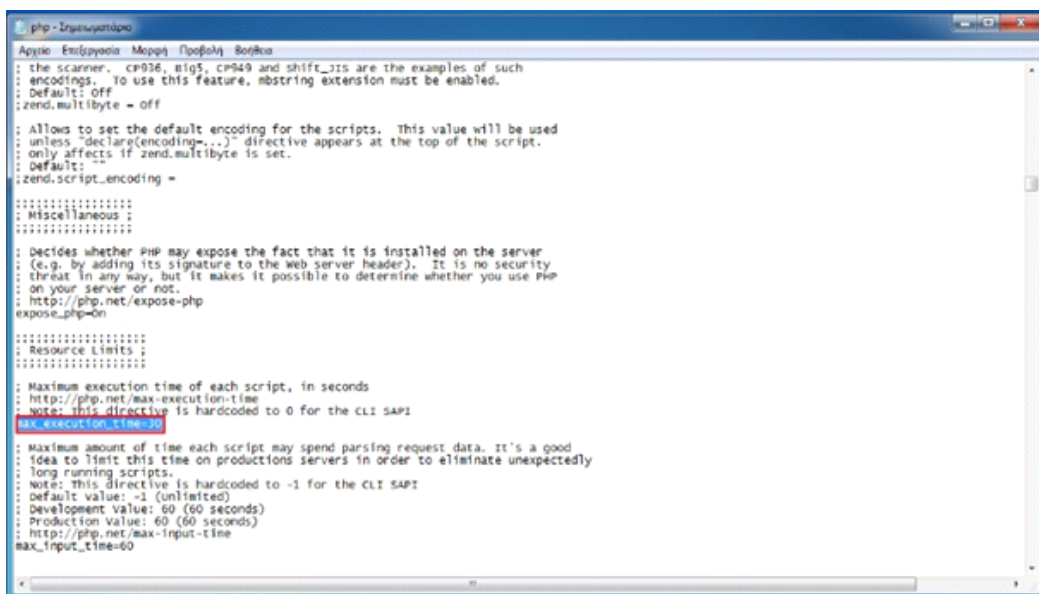 php - Σημειωματάριο
Αρχείο Επεξεργασία Μορφή Προβολή Βοήθεια
; the scanner. CP936, Big5, CP949 and Shift_JIS are the examples of such
; encodings. To use this feature, mbstring extension must be enabled.
; Default: Off
;zend.multibyte = Off
; Allows to set the default encoding for the scripts. This value will be used
; unless "declare(encoding=...)" directive appears at the top of the script.
; Only affects if zend.multibyte is set.
; Default: ""
;zend.script_encoding =
;;;;;;;;;;;;;;;;;
; Miscellaneous ;
;;;;;;;;;;;;;;;;;
; Decides whether PHP may expose the fact that it is installed on the server
; (e.g. by adding its signature to the Web server header). It is no security
; threat in any way, but it makes it possible to determine whether you use PHP
; on your server or not.
; http://php.net/expose-php
expose_php=On
;;;;;;;;;;;;;;;;;;;
; Resource Limits ;
;;;;;;;;;;;;;;;;;;;
; Maximum execution time of each script, in seconds
; http://php.net/max-execution-time
; Note: This directive is hardcoded to 0 for the CLI SAPI
max_execution_time=30
; Maximum amount of time each script may spend parsing request data. It's a good
; idea to limit this time on productions servers in order to eliminate unexpectedly
; long running scripts.
; Note: This directive is hardcoded to -1 for the CLI SAPI
; Default Value: -1 (Unlimited)
; Development Value: 60 (60 seconds)
; Production Value: 60 (60 seconds)
; http://php.net/max-input-time
max_input_time=60